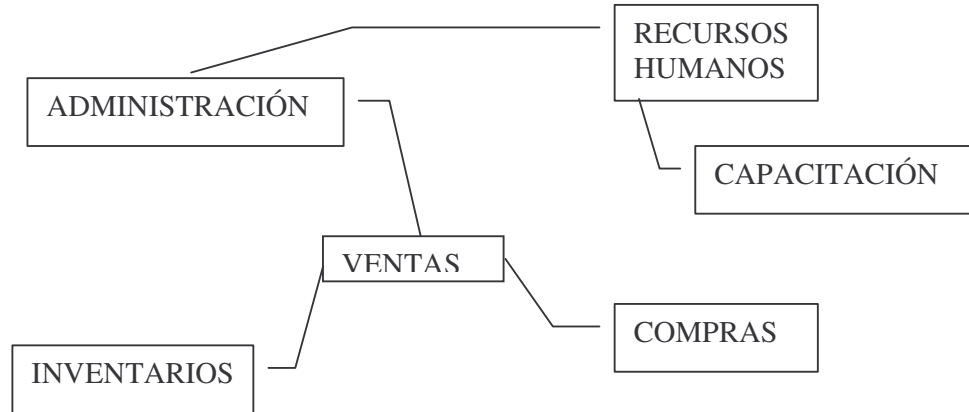 RECURSOS
HUMANOS
ADMINISTRACIÓN
CAPACITACIÓN
VENTAS
COMPRAS
INVENTARIOS